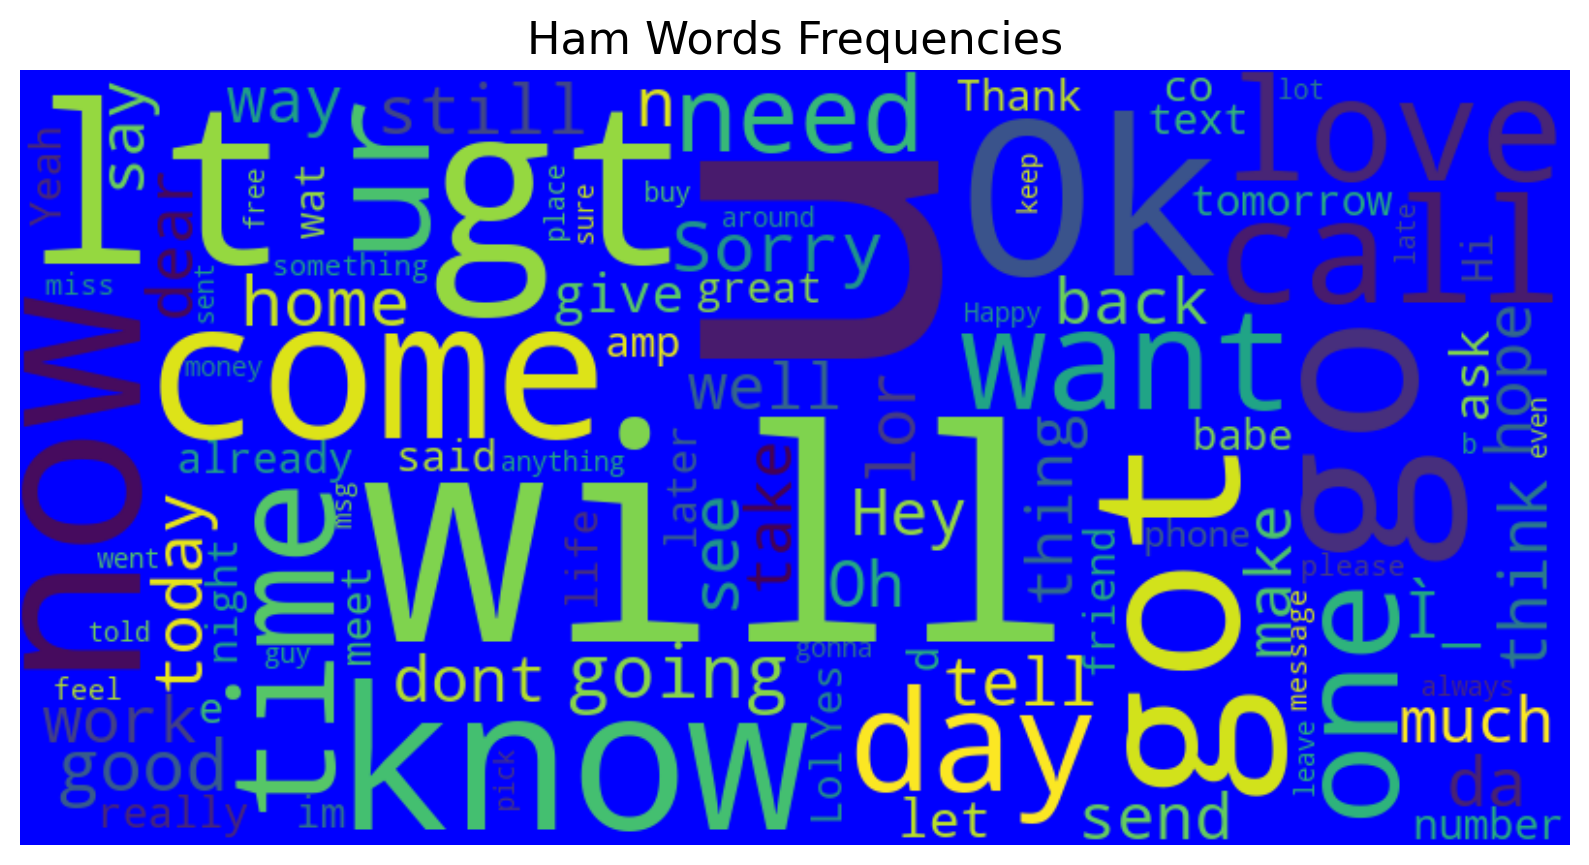 Ham Words Frequencies
lt gt
u
Ok
will
now
come
know
got
go
call
love
want
need
ur
time
day
one
way
still
n
Thank
co
text
lot
say
Yeah
dear
free
wat
place
sure
buy
around
keep
tomorrow
late
Hi
Sorry
something
miss
sent
home
give
great
Happy
back
amp
money
well
lor
ask
hope
b
even
babe
already
said
anything
later
take
see
Hey
Oh
thing
phone
please
think
Ì_
msg
today
night
went
told
guy
meet
life
gonna
d
friend
make
message
leave
feel
work
e
good
really
im
dont
going
tell
pick
Lol
Yes
let
send
always
much
da
number